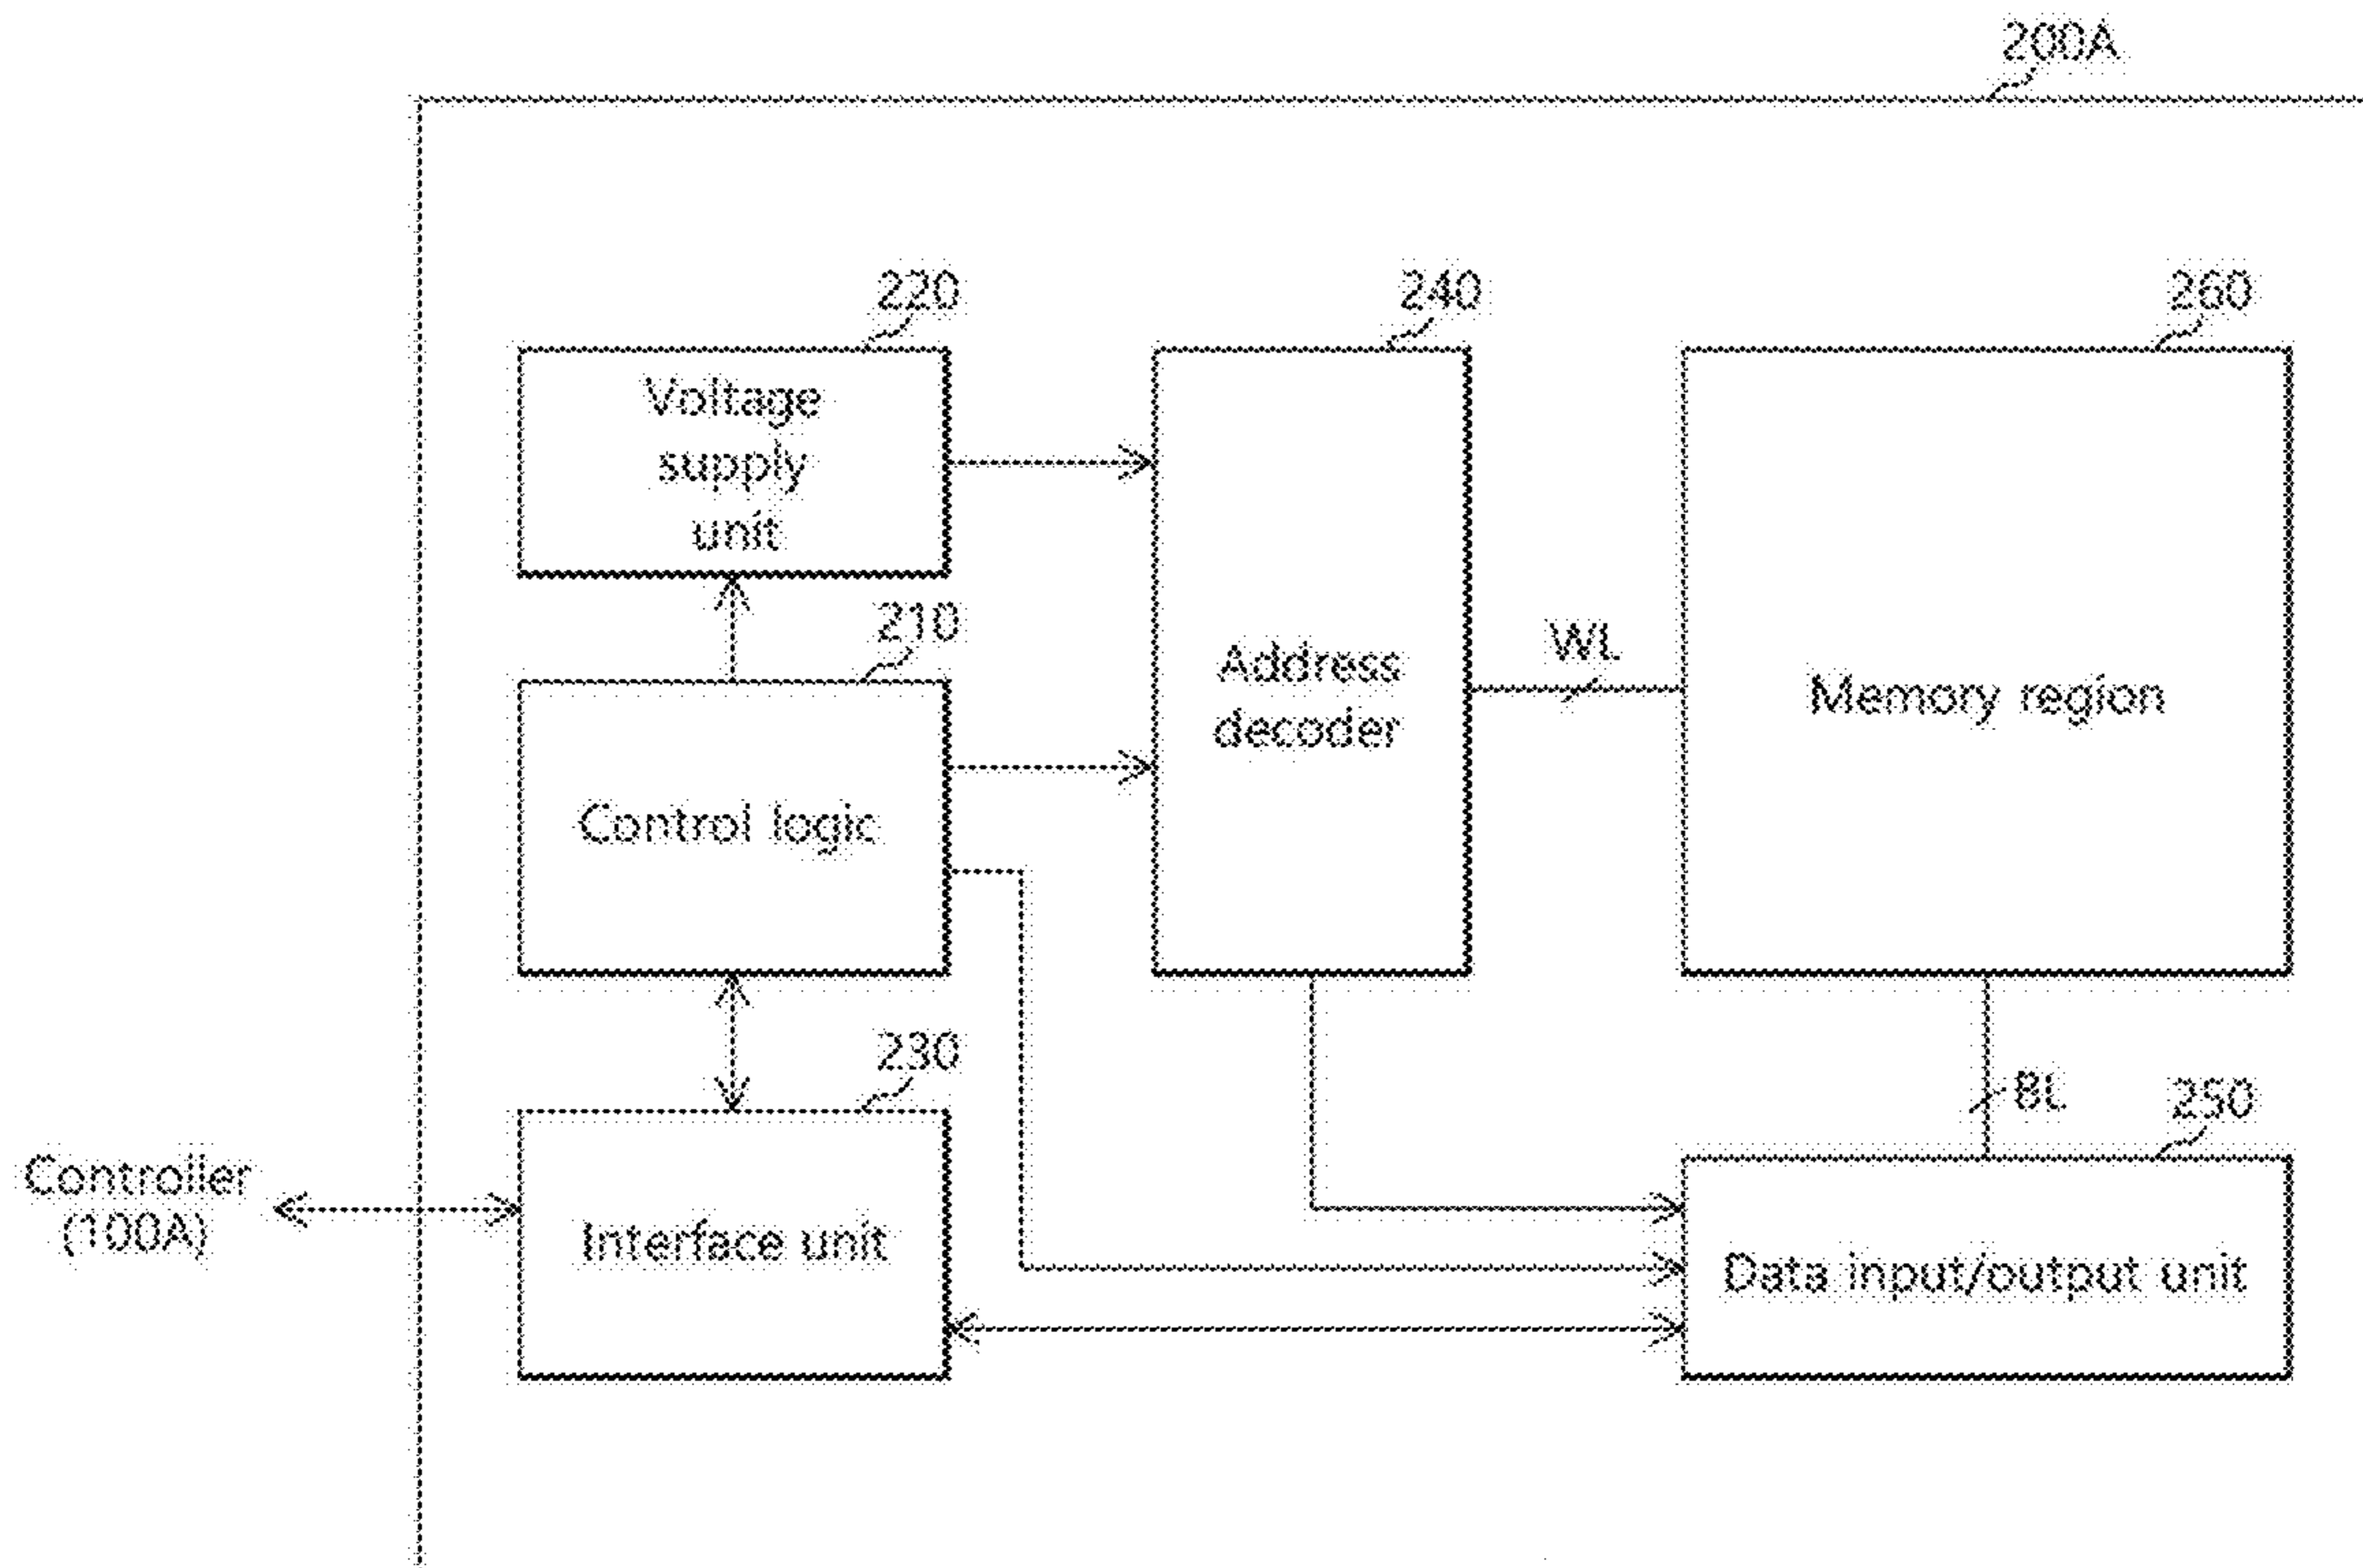 200A
220
240
260
Voltage
supply
unit
210
WL
Address
decoder
Memory region
Control logic
230
BL
250
Controller
(100A)
Interface unit
Data input/output unit